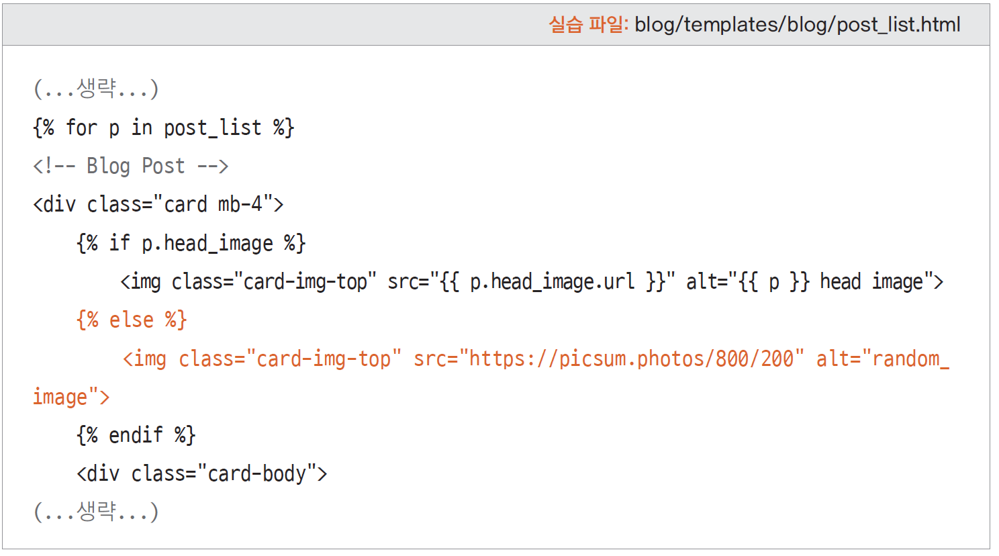 실습 파일: blog/templates/blog/post_list.html
(...생략...)
{% for p in post_list %}
<!-- Blog Post -->
<div class="card mb-4">
{% if p.head_image %}
<img class="card-img-top" src="{{ p.head_image.url }}" alt="{{ p }} head image">
{% else %}
<img class="card-img-top" src="https://picsum.photos/800/200" alt="random_
image">
{% endif %}
<div class="card-body">
(...생략...)